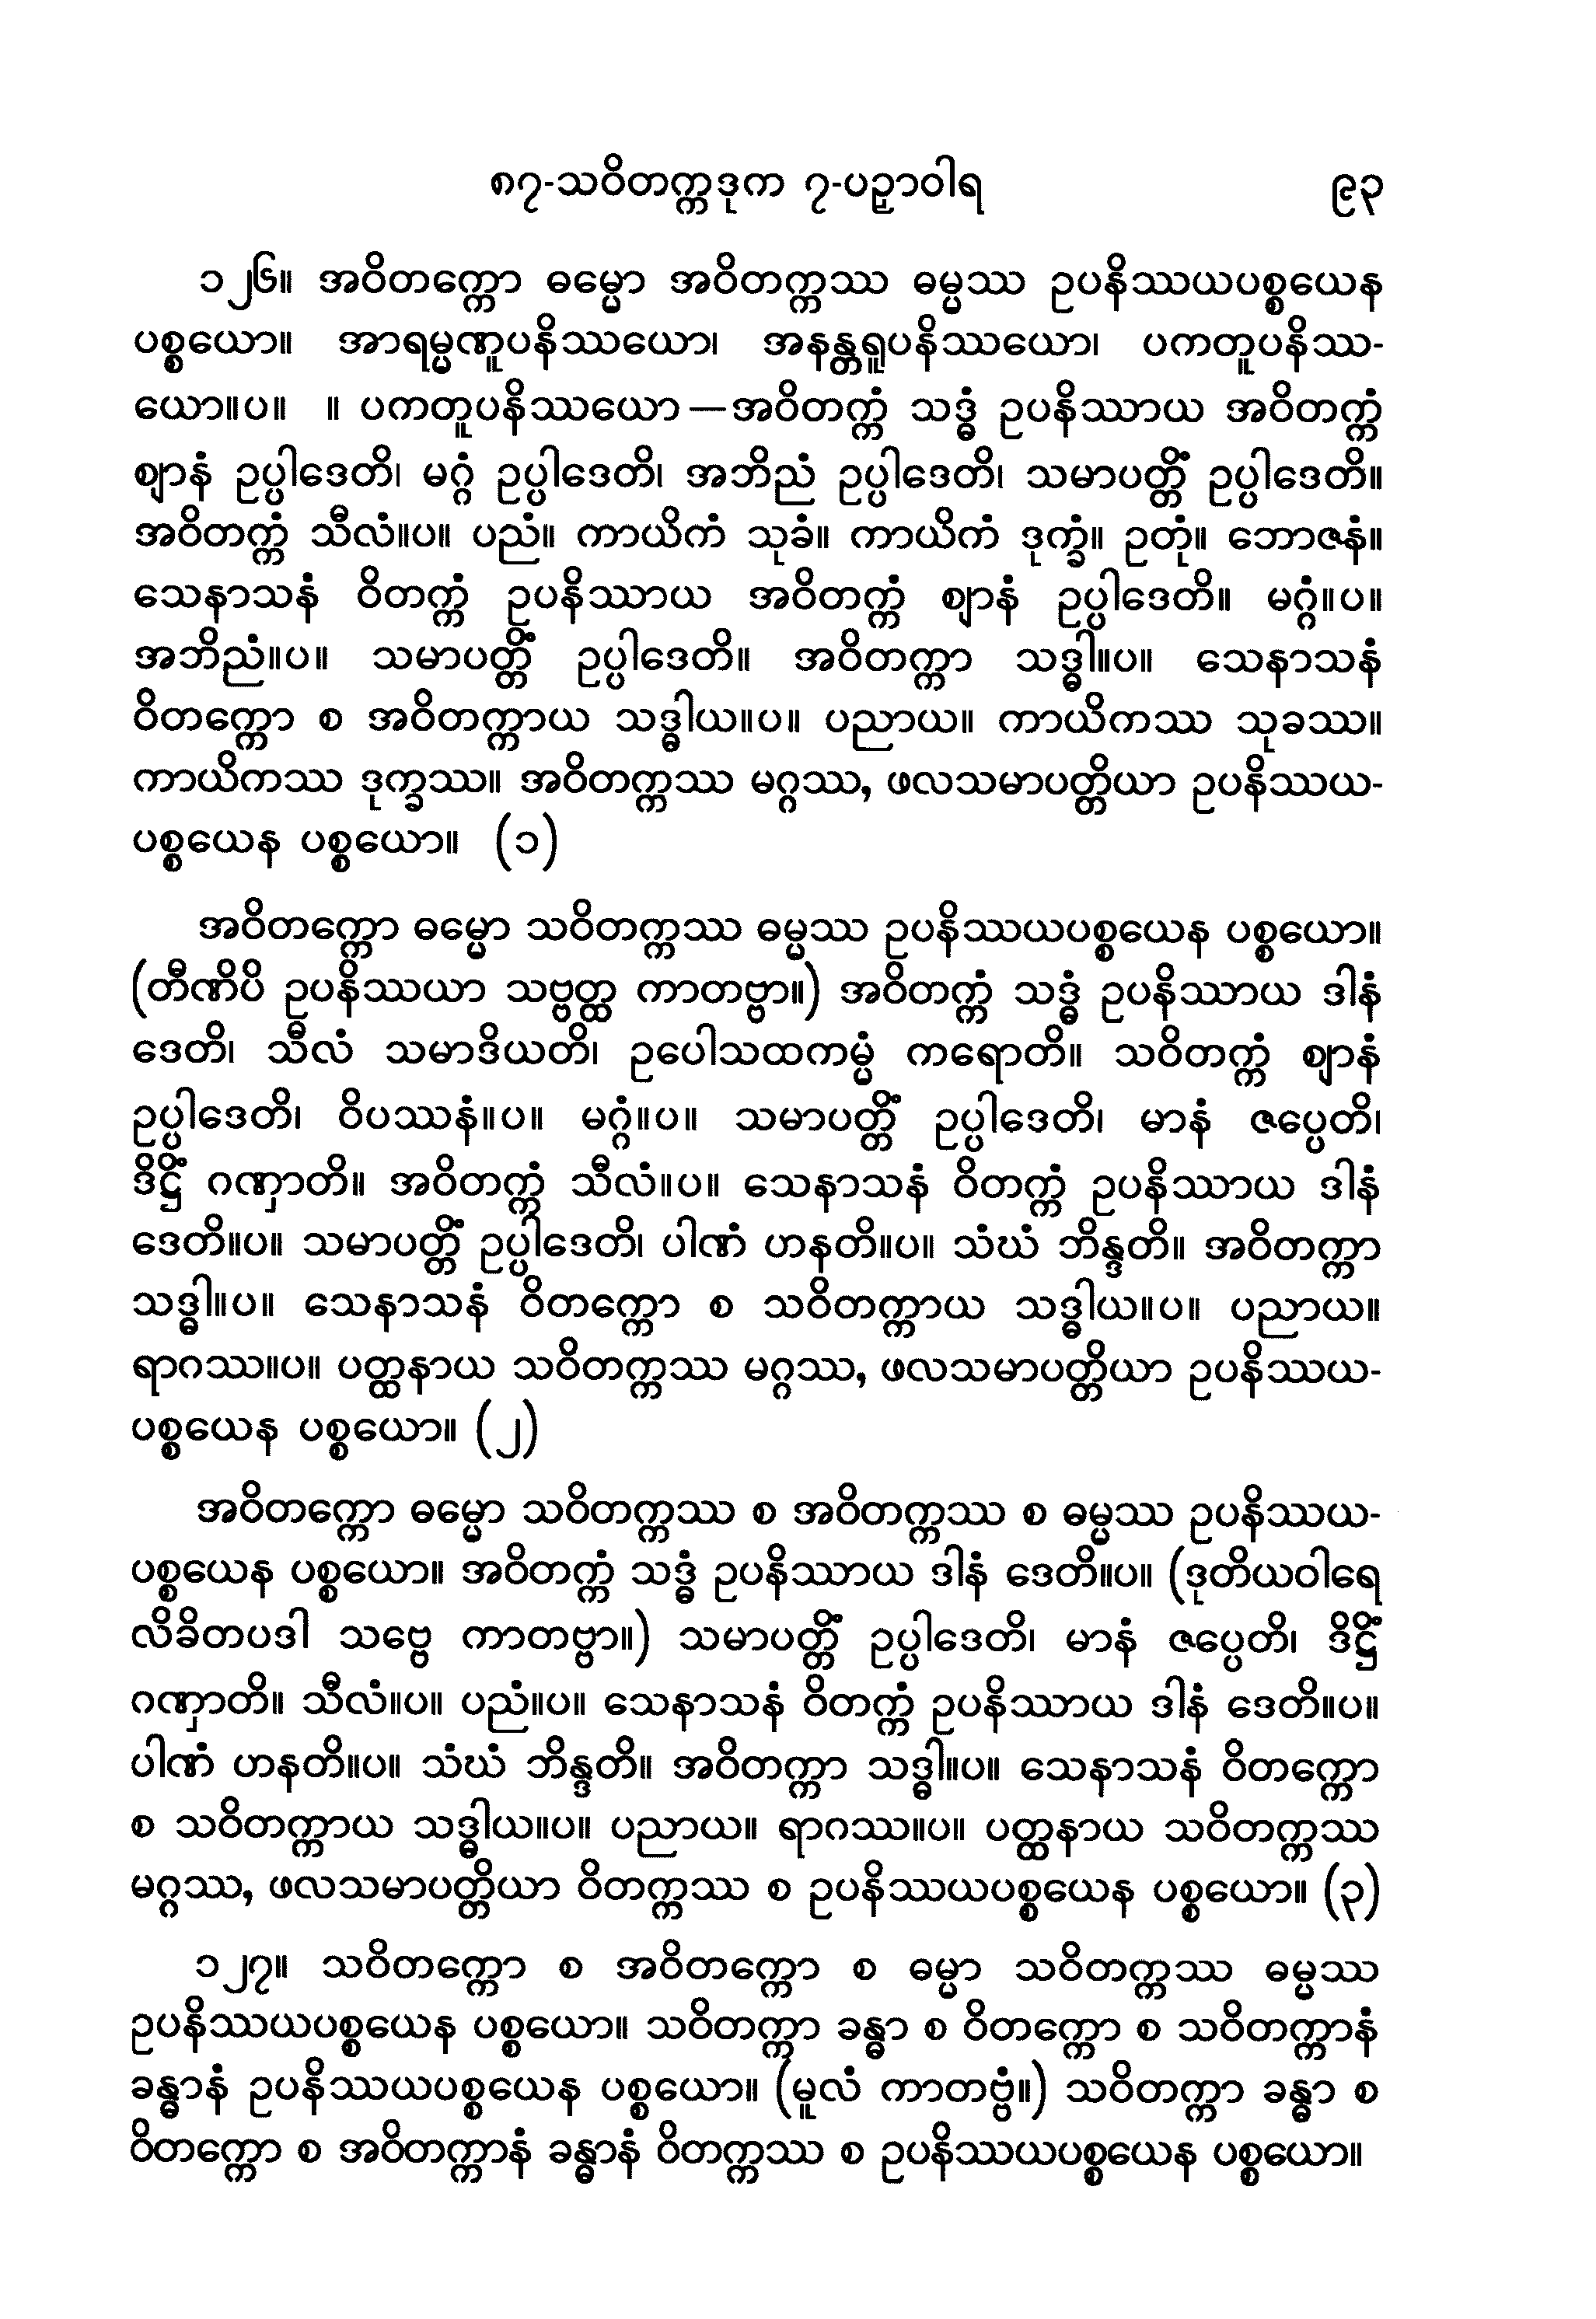 ၈၇-သဝိတက္ကဒုက ၇-ပဉှာဝါရ ၉၃
၁၂၆။ အဝိတက္ကော ဓမ္မော အဝိတက္ကဿ ဓမ္မဿ ဥပနိဿယပစ္စယေန
ပစ္စယော။ အာရမ္မဏူပနိဿယော၊ အနန္တရူပနိဿယော၊ ပကတူပနိဿ-
ယော။ပ။ ။ ပကတူပနိဿယော—အဝိတက္ကံ သဒ္ဓံ ဥပနိဿာယ အဝိတက္ကံ
ဈာနံ ဥပ္ပါဒေတိ၊ မဂ္ဂံ ဥပ္ပါဒေတိ၊ အဘိညံ ဥပ္ပါဒေတိ၊ သမာပတ္တိံ ဥပ္ပါဒေတိ။
အဝိတက္ကံ သီလံ။ပ။ ပညံ။ ကာယိကံ သုခံ။ ကာယိကံ ဒုက္ခံ။ ဥတုံ။ ဘောဇနံ။
သေနာသနံ ဝိတက္ကံ ဥပနိဿာယ အဝိတက္ကံ ဈာနံ ဥပ္ပါဒေတိ။ မဂ္ဂံ။ပ။
အဘိညံ။ပ။ သမာပတ္တိံ ဥပ္ပါဒေတိ။ အဝိတက္ကာ သဒ္ဓါ။ပ။ သေနာသနံ
ဝိတက္ကော စ အဝိတက္ကာယ သဒ္ဓါယ။ပ။ ပညာယ။ ကာယိကဿ သုခဿ။
ကာယိကဿ ဒုက္ခဿ။ အဝိတက္ကဿ မဂ္ဂဿ, ဖလသမာပတ္တိယာ ဥပနိဿယ-
ပစ္စယေန ပစ္စယော။ (၁)
အဝိတက္ကော ဓမ္မော သဝိတက္ကဿ ဓမ္မဿ ဥပနိဿယပစ္စယေန ပစ္စယော။
(တီဏိပိ ဥပနိဿယာ သဗ္ဗတ္ထ ကာတဗ္ဗာ။) အဝိတက္ကံ သဒ္ဓံ ဥပနိဿာယ ဒါနံ
ဒေတိ၊ သီလံ သမာဒိယတိ၊ ဥပေါသထကမ္မံ ကရောတိ။ သဝိတက္ကံ ဈာနံ
ဥပ္ပါဒေတိ၊ ဝိပဿနံ။ပ။ မဂ္ဂံ။ပ။ သမာပတ္တိံ ဥပ္ပါဒေတိ၊ မာနံ ဇပ္ပေတိ၊
ဒိဋ္ဌိံ ဂဏှာတိ။ အဝိတက္ကံ သီလံ။ပ။ သေနာသနံ ဝိတက္ကံ ဥပနိဿာယ ဒါနံ
ဒေတိ။ပ။ သမာပတ္တိံ ဥပ္ပါဒေတိ၊ ပါဏံ ဟနတိ။ပ။ သံဃံ ဘိန္ဒတိ။ အဝိတက္ကာ
သဒ္ဓါ။ပ။ သေနာသနံ ဝိတက္ကော စ သဝိတက္ကာယ သဒ္ဓါယ။ပ။ ပညာယ။
ရာဂဿ။ပ။ ပတ္ထနာယ သဝိတက္ကဿ မဂ္ဂဿ, ဖလသမာပတ္တိယာ ဥပနိဿယ-
ပစ္စယေန ပစ္စယော။ (၂)
အဝိတက္ကော ဓမ္မော သဝိတက္ကဿ စ အဝိတက္ကဿ စ ဓမ္မဿ ဥပနိဿယ-
ပစ္စယေန ပစ္စယော။ အဝိတက္ကံ သဒ္ဓံ ဥပနိဿာယ ဒါနံ ဒေတိ။ပ။ (ဒုတိယဝါရေ
လိခိတပဒါ သဗ္ဗေ ကာတဗ္ဗာ။) သမာပတ္တိံ ဥပ္ပါဒေတိ၊ မာနံ ဇပ္ပေတိ၊ ဒိဋ္ဌိံ
ဂဏှာတိ။ သီလံ။ပ။ ပညံ။ပ။ သေနာသနံ ဝိတက္ကံ ဥပနိဿာယ ဒါနံ ဒေတိ။ပ။
ပါဏံ ဟနတိ။ပ။ သံဃံ ဘိန္ဒတိ။ အဝိတက္ကာ သဒ္ဓါ။ပ။ သေနာသနံ ဝိတက္ကော
စ သဝိတက္ကာယ သဒ္ဓါယ။ပ။ ပညာယ။ ရာဂဿ။ပ။ ပတ္ထနာယ သဝိတက္ကဿ
မဂ္ဂဿ, ဖလသမာပတ္တိယာ ဝိတက္ကဿ စ ဥပနိဿယပစ္စယေန ပစ္စယော။ (၃)
၁၂၇။ သဝိတက္ကော စ အဝိတက္ကော စ ဓမ္မာ သဝိတက္ကဿ ဓမ္မဿ
ဥပနိဿယပစ္စယေန ပစ္စယော။ သဝိတက္ကာ ခန္ဓာ စ ဝိတက္ကော စ သဝိတက္ကာနံ
ခန္ဓာနံ ဥပနိဿယပစ္စယေန ပစ္စယော။ (မူလံ ကာတဗ္ဗံ။) သဝိတက္ကာ ခန္ဓာ စ
ဝိတက္ကော စ အဝိတက္ကာနံ ခန္ဓာနံ ဝိတက္ကဿ စ ဥပနိဿယပစ္စယေန ပစ္စယော။